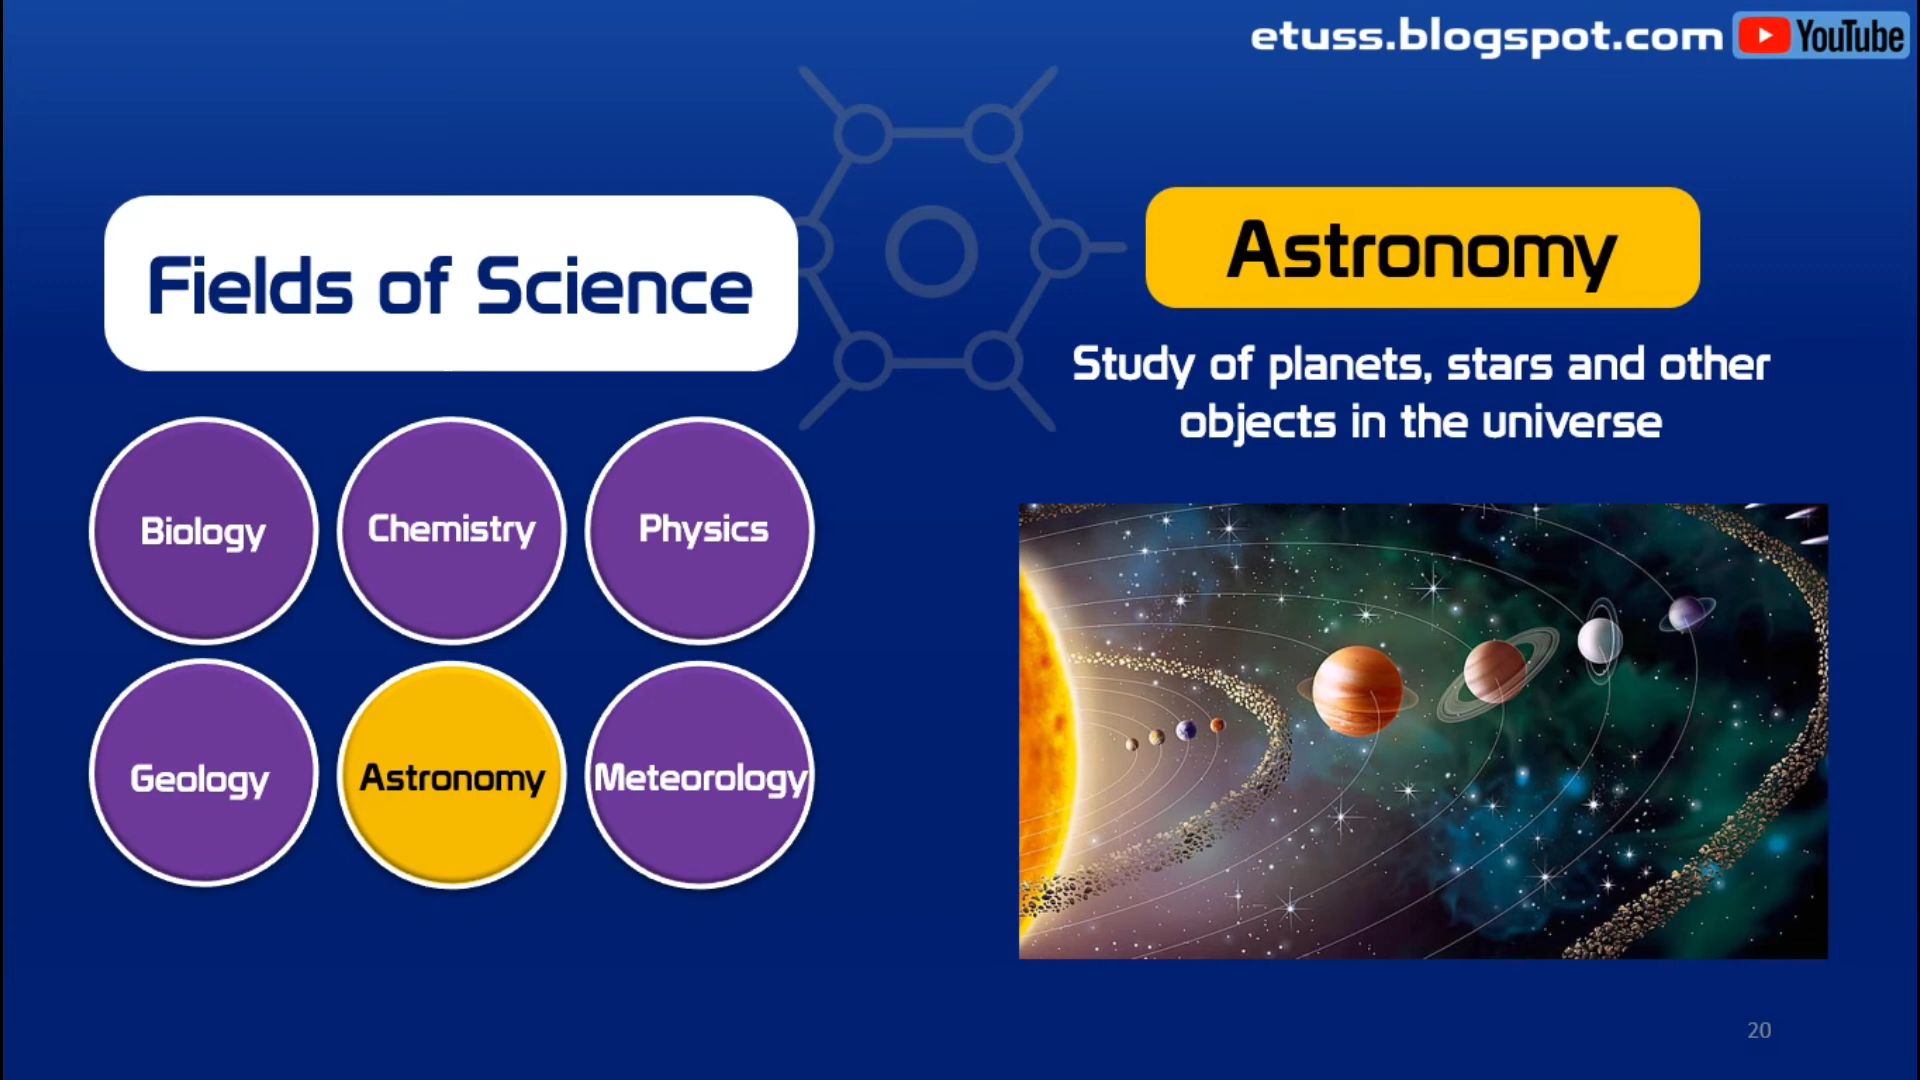 etuss.blogspot.com YouTube
Fields of Science
Biology
Chemistry
Physics
Geology
Astronomy
Meteorology
Astronomy
Study of planets, stars and other
objects in the universe
20